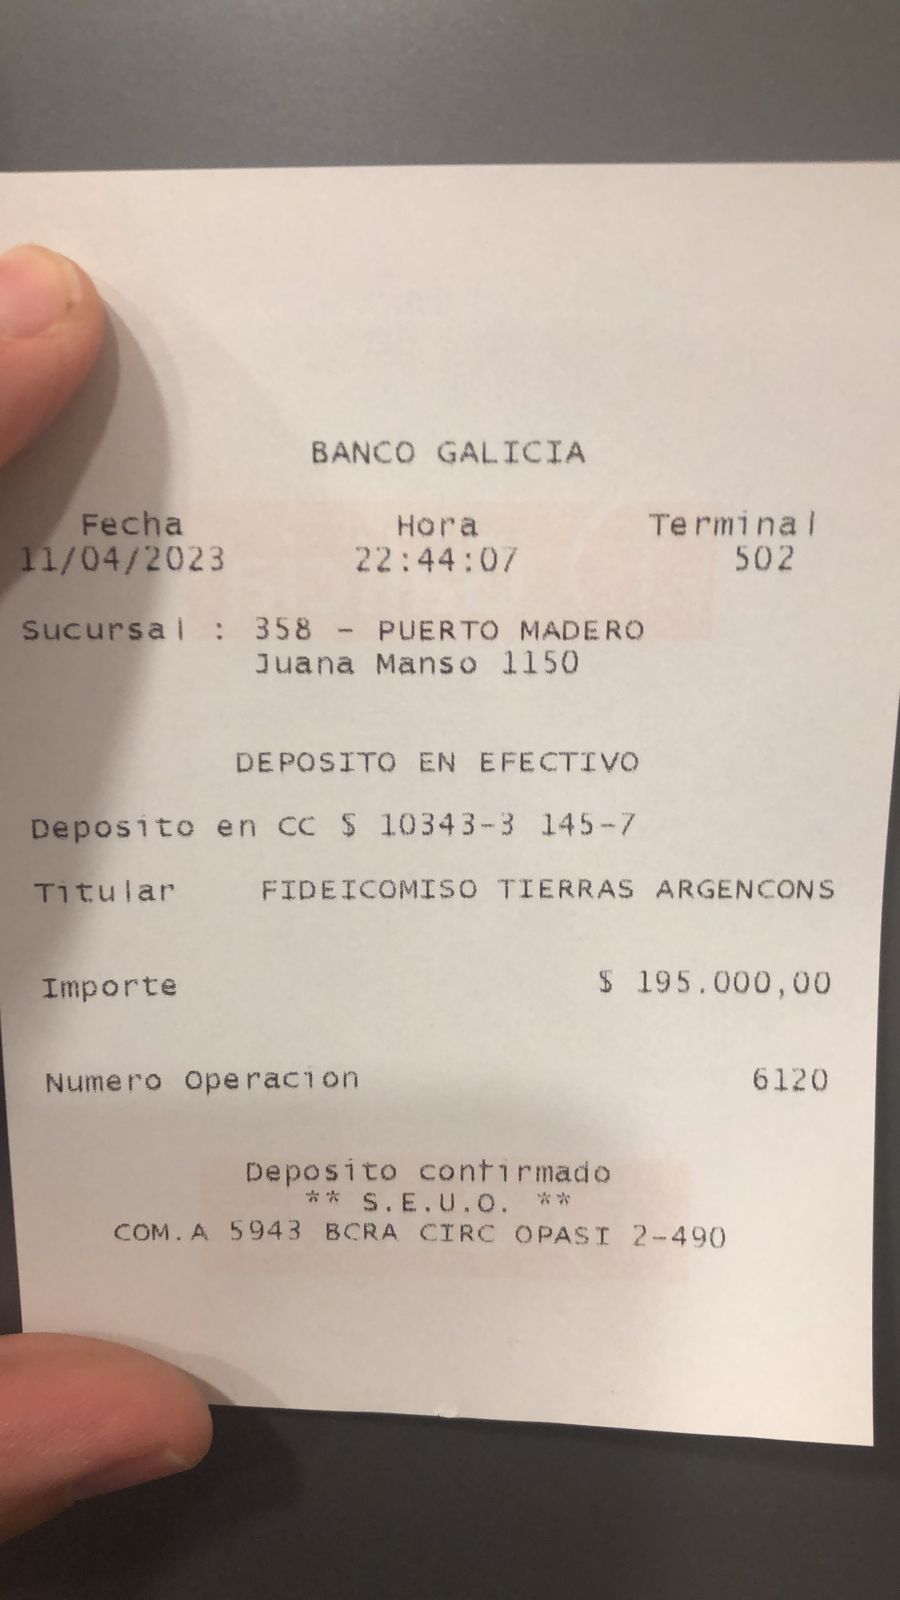 BANCO GALICIA
Fecha Hora Terminal
11/04/2023 22:44:07 502
Sucursal : 358 - PUERTO MADERO
Juana Manso 1150
DEPOSITO EN EFECTIVO
Deposito en CC $ 10343-3 145-7
Titular FIDEICOMISO TIERRAS ARGENCONS
Importe $ 195.000,00
Numero Operacion 6120
Deposito confirmado
** S.E.U.O. **
COM.A 5943 BCRA CIRC OPASI 2-490